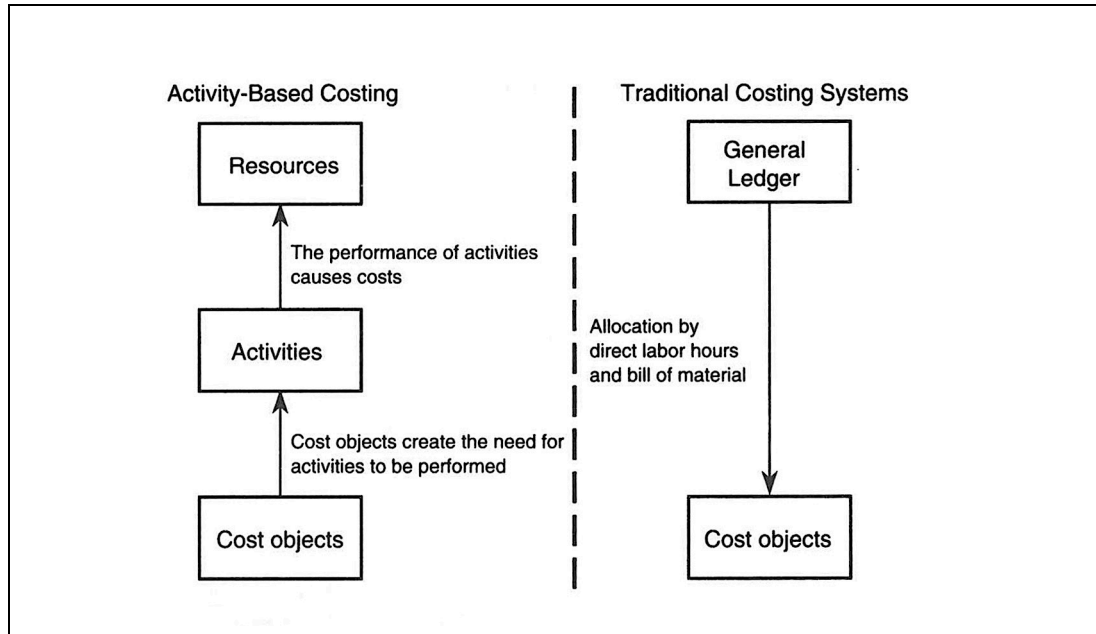 Activity-Based Costing
Resources
The performance of activities
causes costs
Activities
Cost objects create the need for
activities to be performed
Cost objects
Traditional Costing Systems
General
Ledger
Allocation by
direct labor hours
and bill of material
Cost objects